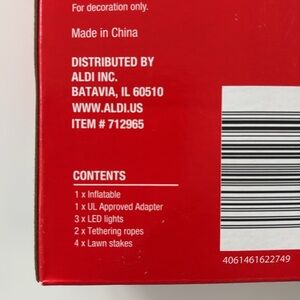 For decoration only.
Made in China
DISTRIBUTED BY
ALDI INC.
BATAVIA, IL 60510
WWW.ALDI.US
ITEM # 712965
CONTENTS
1 x Inflatable
1 x UL Approved Adapter
3 x LED lights
2 x Tethering ropes
4 x Lawn stakes
4061461622749